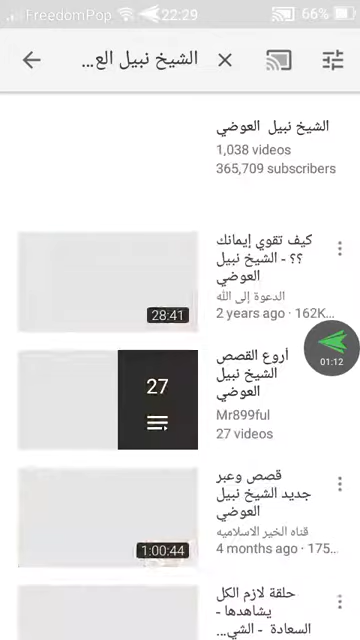 FreedomPop 22:29 66%
الشيخ نبيل الع...
الشيخ نبيل العوضي
1,038 videos
365,709 subscribers
كيف تقوي إيمانك
؟؟ - الشيخ نبيل
العوضي
الدعوة إلى الله
2 years ago · 162K...
28:41
أروع القصص
الشيخ نبيل
العوضي
Mr899ful
27 videos
27
01:12
قصص وعبر
جديد الشيخ نبيل
العوضي
قناه الخير الاسلاميه
4 months ago · 175...
1:00:44
حلقة لازم الكل
يشاهدها -
السعادة - الشي...